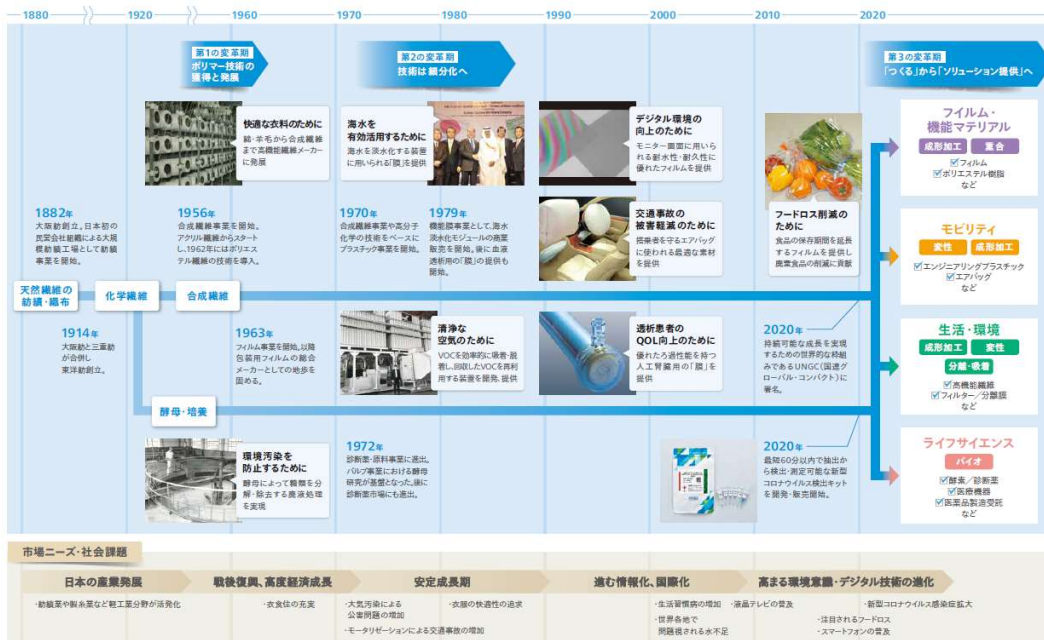 1880
1920
1960
1970
1980
1990
2000
2010
2020
第1の変革期
ポリマー技術の
獲得と発展
第2の変革期
技術は細分化へ
第3の変革期
「つくる」から「ソリューション提供」へ
快適な衣料のために
綿・羊毛から合成繊維
まで高機能繊維メーカー
に発展
海水を
有効活用するために
海水を淡水化する装置
に用いられる「膜」を提供
デジタル環境の
向上のために
モニター画面に用いら
れる耐水性・耐久性に
優れたフィルムを提供
交通事故の
被害軽減のために
搭乗者を守るエアバッグ
に使われる最適な素材
を提供
フードロス削減の
ために
食品の保存期間を延長
するフィルムを提供し
廃棄食品の削減に貢献
1882年
大阪紡創立。日本初の
民営会社組織による大規
模紡績工場として紡績
事業を開始。
1956年
合成繊維事業を開始。
アクリル繊維からスタート
し、1962年にはポリエス
テル繊維の技術を導入。
1970年
合成繊維事業や高分子
化学の技術をベースに
プラスチック事業を開始。
1979年
機能膜事業として、海水
淡水化モジュールの商業
販売を開始。後に血液
透析用の「膜」の提供も
開始。
天然繊維の
紡績・織布
化学繊維
合成繊維
1914年
大阪紡と三重紡
が合併し
東洋紡創立。
1963年
フィルム事業を開始。以降
包装用フィルムの総合
メーカーとしての地歩を
固める。
清浄な
空気のために
VOCを効率的に吸着・脱
着し、回収したVOCを再利
用する装置を開発、提供
透析患者の
QOL向上のために
優れたろ過性能を持つ
人工腎臓用の「膜」を
提供
2020年
持続可能な成長を実現
するための世界的な枠組
みであるUNGC（国連グ
ローバル・コンパクト）に
署名。
酵母・培養
環境汚染を
防止するために
酵母によって糖類を分
解・除去する廃液処理
を実現
1972年
診断薬・原料事業に進出。
パルプ事業における酵母
研究が基盤となった。後に
診断薬市場にも進出。
2020年
最短60分以内で抽出か
ら検出・測定可能な新型
コロナウイルス検出キット
を開発・販売開始。
フイルム・
機能マテリアル
成形加工 重合
フィルム
ポリエステル樹脂
など
モビリティ
変性 成形加工
エンジニアリングプラスチック
エアバッグ
など
生活・環境
成形加工 変性
分離・吸着
高機能繊維
フィルター／分離膜
など
ライフサイエンス
バイオ
酵素／診断薬
医療機器
医薬品製造受託
など
市場ニーズ・社会課題
日本の産業発展
戦後復興、高度経済成長
安定成長期
進む情報化、国際化
高まる環境意識・デジタル技術の進化
・紡績業や製糸業など軽工業分野が活発化
・衣食住の充実
・大気汚染による
公害問題の増加
・モータリゼーションによる交通事故の増加
・衣服の快適性の追求
・生活習慣病の増加
・世界各地で
問題視される水不足
・液晶テレビの普及
・注目されるフードロス
・スマートフォンの普及
・新型コロナウイルス感染症拡大